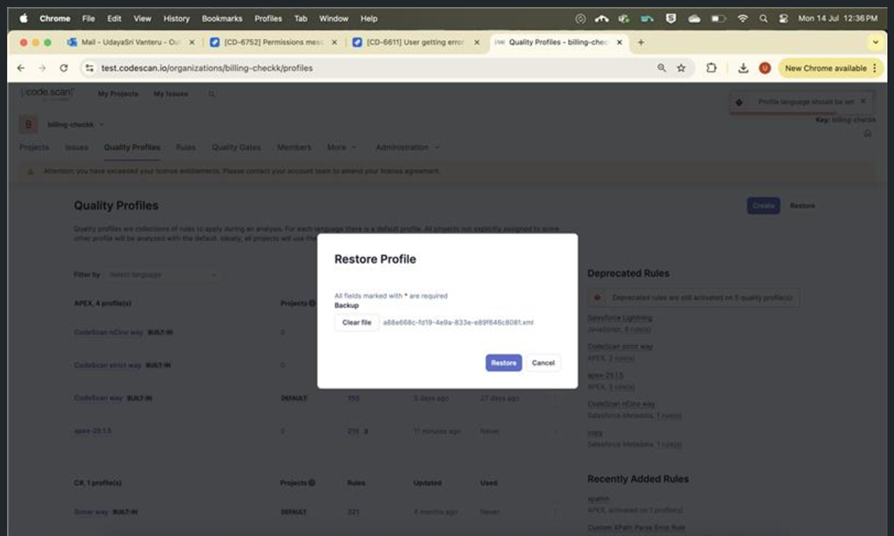 Chrome File Edit View History Bookmarks Profiles Tab Window Help Mon 14 Jul 12:36 PM
Mail - UdayaSri Vanteru - Ou [CD-6752] Permissions mes [CD-6611] User getting error Quality Profiles - billing-chec
test.codescan.io/organizations/billing-checkk/profiles New Chrome available
[code.scan] My Projects My Issues
Profile language should be set
B billing-checkk
Key: billing-checkk
Projects Issues Quality Profiles Rules Quality Gates Members More Administration
Attention: you have exceeded your license entitlements. Please contact your account team to amend your license agreement.
Quality Profiles
Create Restore
Quality profiles are collections of rules to apply during an analysis. For each language there is a default profile. All projects not explicitly assigned to some
other profile will be analyzed with the default. Ideally, all projects will use the
Filter by Select language
APEX, 4 profile(s) Projects
CodeScan nCino way BUILT-IN 0
CodeScan strict way BUILT-IN 0
CodeScan way BUILT-IN DEFAULT 5 days ago 27 days ago
apex-25.1.5 0 11 minutes ago Never
C#, 1 profile(s) Projects Rules Updated Used
Sonar way BUILT-IN DEFAULT 321 4 months ago Never
Restore Profile
All fields marked with * are required
Backup
Clear file a88e668c-fd19-4e9a-833e-e89f646c8081.xml
Restore Cancel
Deprecated Rules
Deprecated rules are still activated on 5 quality profile(s):
Salesforce Lightning
JavaScript, 6 rule(s)
CodeScan strict way
APEX, 2 rule(s)
apex-25.1.5
APEX, 3 rule(s)
CodeScan nCino way
Salesforce Metadata, 1 rule(s)
copy
Salesforce Metadata, 1 rule(s)
Recently Added Rules
xpathn
APEX, activated on 1 profile(s)
Custom XPath Parse Error Rule